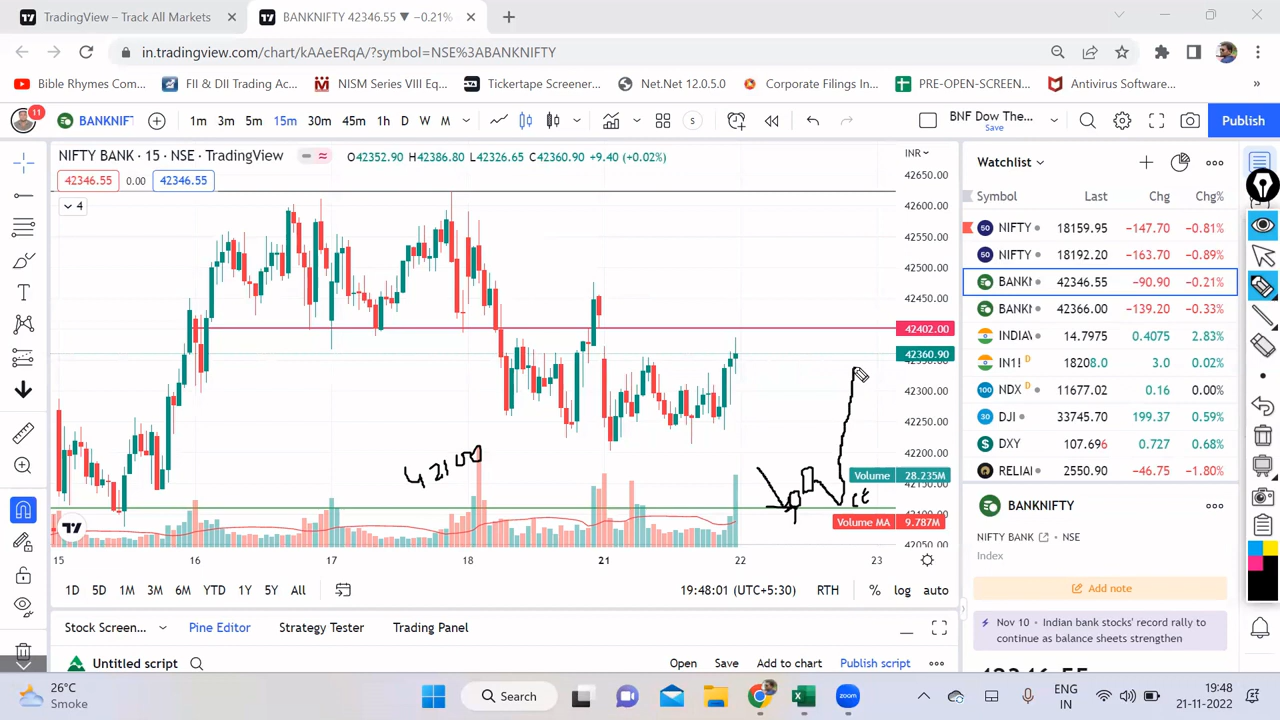 TradingView – Track All Markets
BANKNIFTY 42346.55 ▼ −0.21%
in.tradingview.com/chart/kAAeERqA/?symbol=NSE%3ABANKNIFTY
Bible Rhymes Com...
FII & DII Trading Ac...
NISM Series VIII Eq...
Tickertape Screener...
Net.Net 12.0.5.0
Corporate Filings In...
PRE-OPEN-SCREEN...
Antivirus Software...
»
11
BANKNIFT
1m 3m 5m 15m 30m 45m 1h D W M
S
BNF Dow The...
Save
Publish
NIFTY BANK · 15 · NSE · TradingView
O42352.90 H42386.80 L42326.65 C42360.90 +9.40 (+0.02%)
INR
42346.55 0.00 42346.55
4
42650.00
42600.00
42550.00
42500.00
42450.00
42402.00
42360.90
42300.00
42250.00
42200.00
Volume 28.235M
42150.00
42100.00
Volume MA 9.787M
42050.00
42100
CE
15 16 17 18 21 22 23
1D 5D 1M 3M 6M YTD 1Y 5Y All
19:48:01 (UTC+5:30)
RTH
% log auto
Stock Screen...
Pine Editor
Strategy Tester
Trading Panel
Untitled script
Open Save Add to chart Publish script
Watchlist
Symbol Last Chg Chg%
50 NIFTY 18159.95 −147.70 −0.81%
50 NIFTY 18192.20 −163.70 −0.89%
BANKI 42346.55 −90.90 −0.21%
BANKI 42366.00 −139.20 −0.33%
INDIA\ 14.7975 0.4075 2.83%
IN1! D 18208.0 3.0 0.02%
100 NDX D 11677.02 0.16 0.00%
30 DJI 33745.70 199.37 0.59%
DXY 107.696 0.727 0.68%
RELIAI 2550.90 −46.75 −1.80%
BANKNIFTY
NIFTY BANK NSE
Index
Add note
Nov 10 · Indian bank stocks' record rally to
continue as balance sheets strengthen
26°C
Smoke
Search
zoom
ENG
IN
19:48
21-11-2022